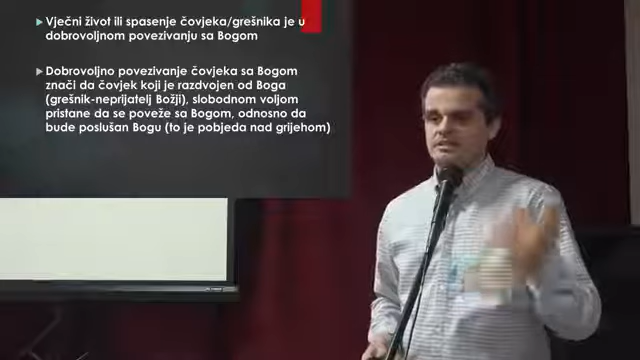 Vječni život ili spasenje čovjeka/grešnika je u
dobrovoljnom povezivanju sa Bogom
Dobrovoljno povezivanje čovjeka sa Bogom
znači da čovjek koji je razdvojen od Boga
(grešnik-neprijatelj Božji), slobodnom voljom
pristane da se poveže sa Bogom, odnosno da
bude poslušan Bogu (to je pobjeda nad grijehom)